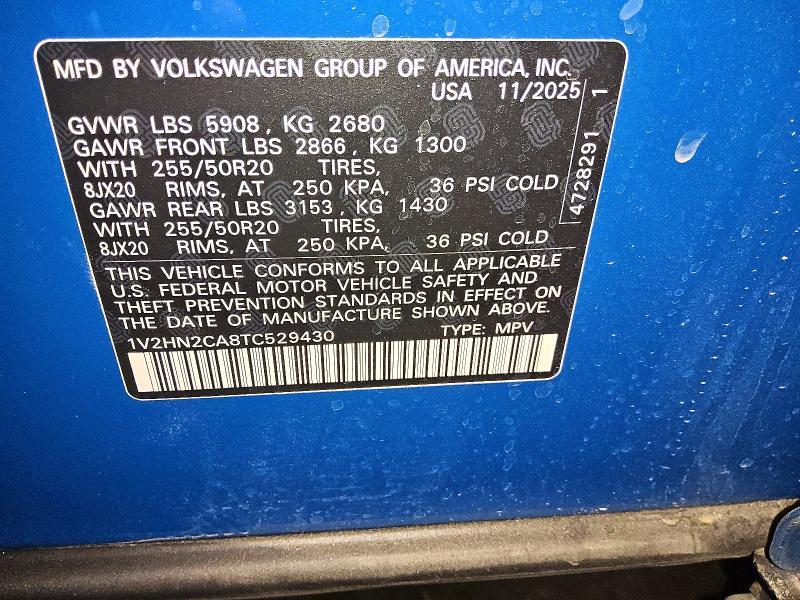 MFD BY VOLKSWAGEN GROUP OF AMERICA, INC.
USA 11/2025
GVWR LBS 5908, KG 2680
GAWR FRONT LBS 2866, KG 1300
WITH 255/50R20 TIRES,
8JX20 RIMS, AT 250 KPA, 36 PSI COLD
GAWR REAR LBS 3153, KG 1430
WITH 255/50R20 TIRES,
8JX20 RIMS, AT 250 KPA, 36 PSI COLD
4728291 1
THIS VEHICLE CONFORMS TO ALL APPLICABLE
U.S. FEDERAL MOTOR VEHICLE SAFETY AND
THEFT PREVENTION STANDARDS IN EFFECT ON
THE DATE OF MANUFACTURE SHOWN ABOVE.
1V2HN2CA8TC529430 TYPE: MPV